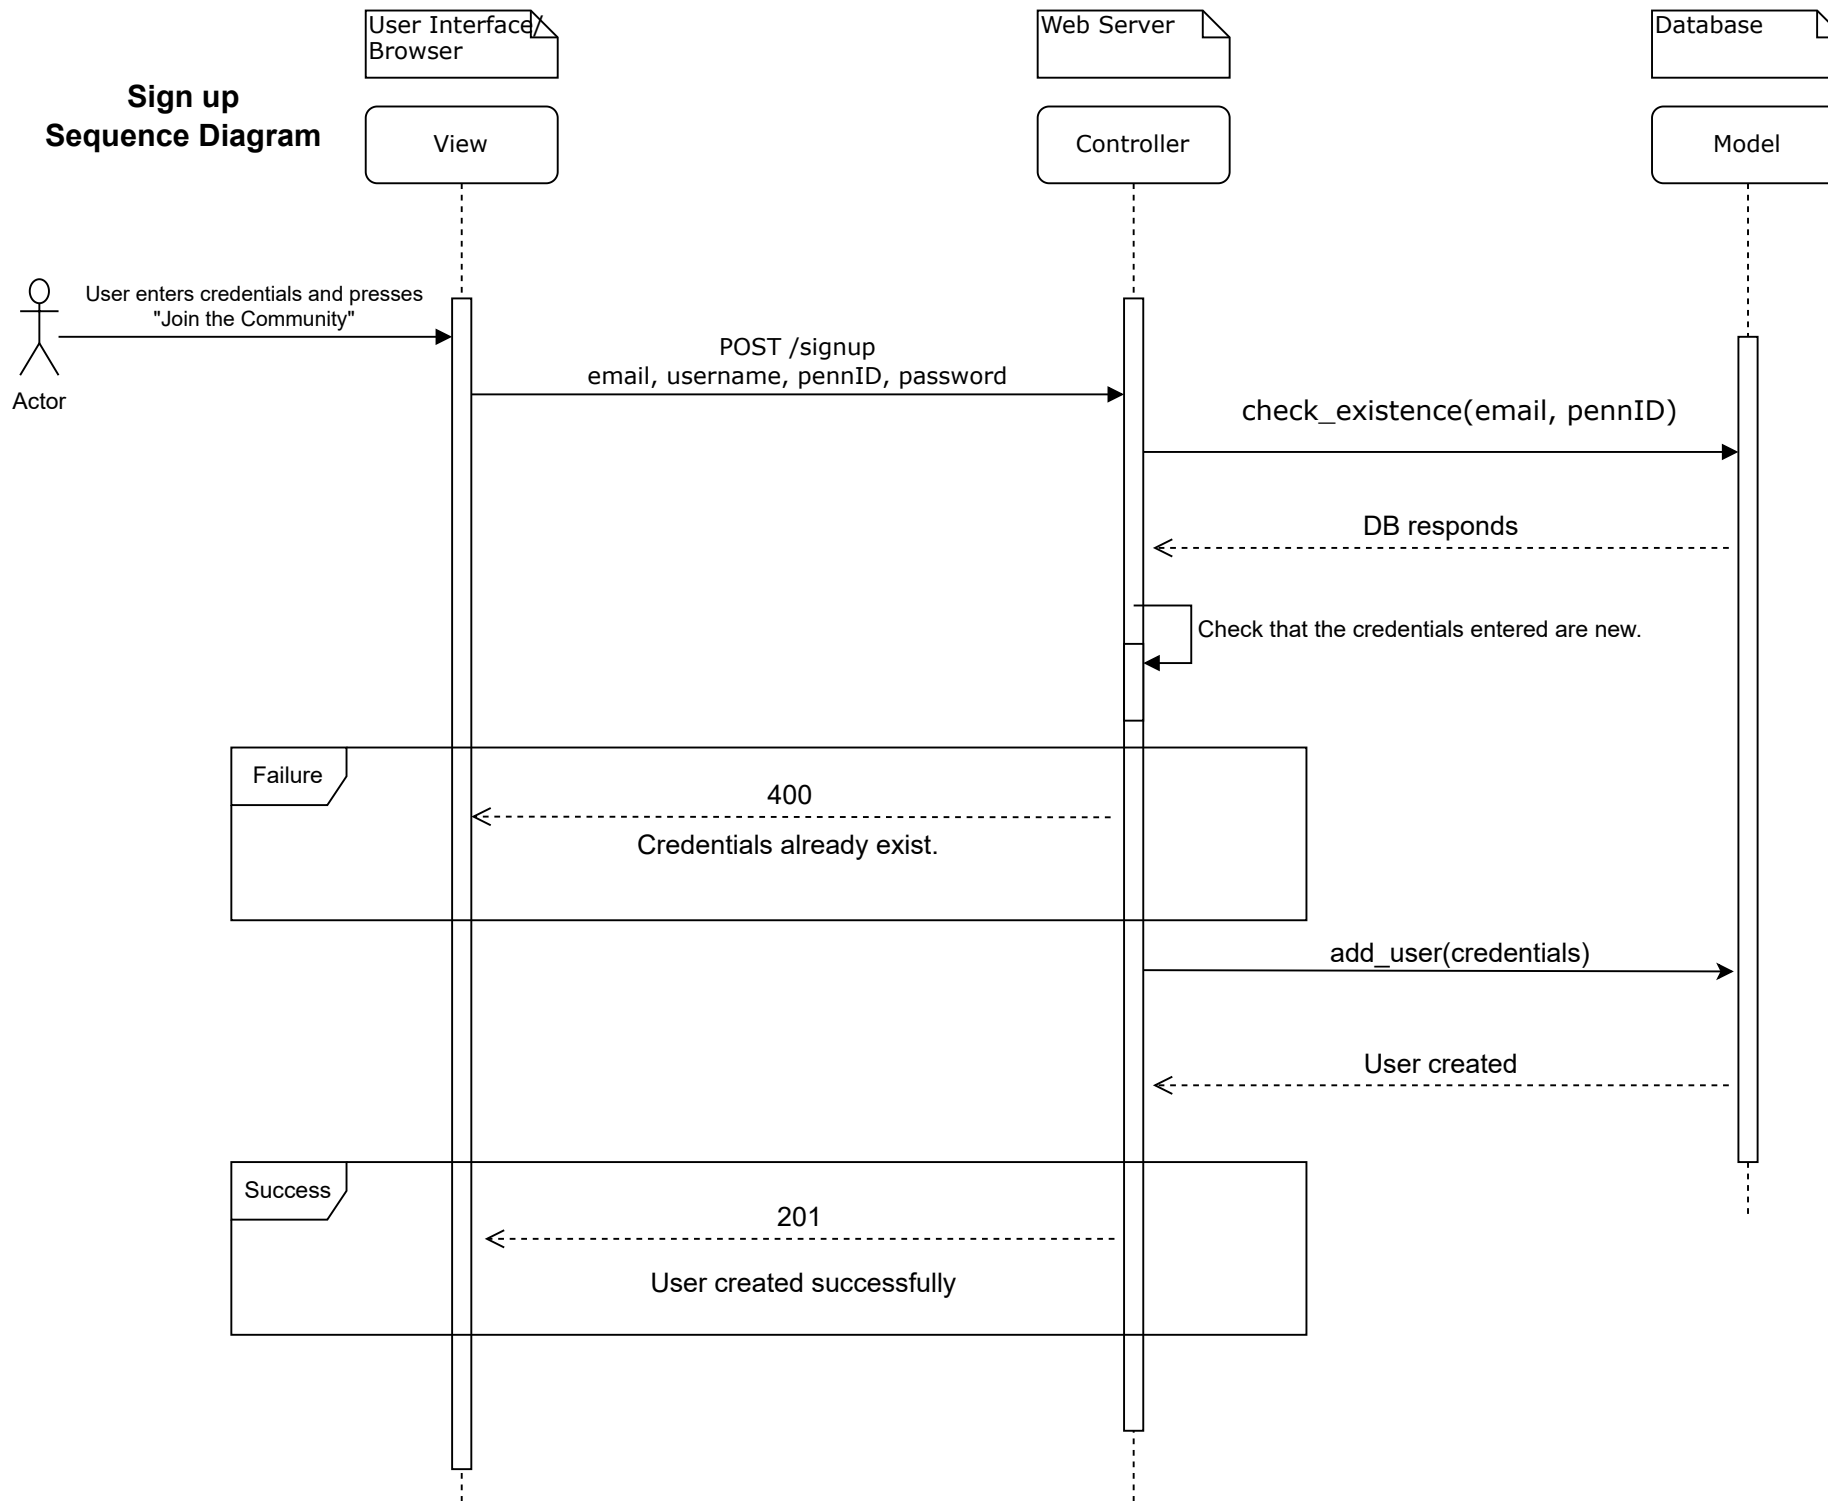 User Interface/
Browser
Web Server
Database
Sign up
Sequence Diagram
View
Controller
Model
User enters credentials and presses
"Join the Community"
Actor
POST /signup
email, username, pennID, password
check_existence(email, pennID)
DB responds
Check that the credentials entered are new.
Failure
400
Credentials already exist.
add_user(credentials)
User created
Success
201
User created successfully